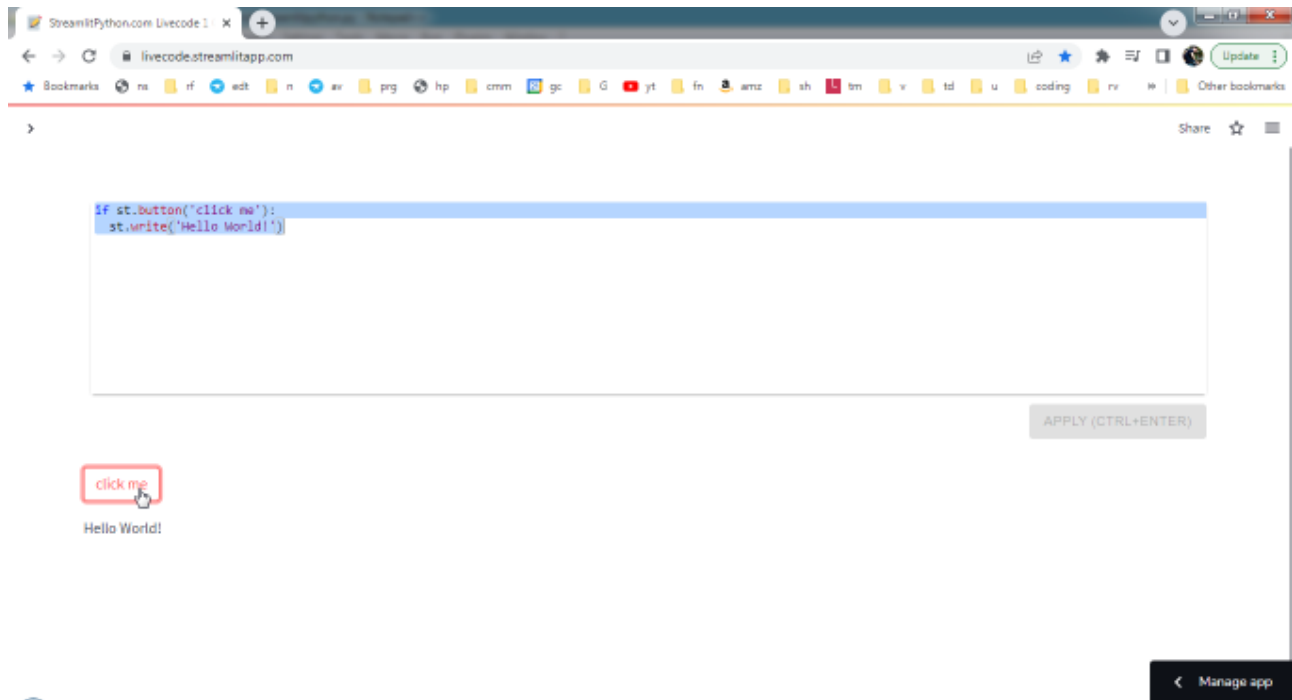 StreamlitPython.com Livecode 1
livecode.streamlitapp.com
Update
Bookmarks ns rf edt n av prg hp cmm gc G yt fn amz sh tm v td u coding rv » Other bookmarks
Share
if st.button('click me'):
st.write('Hello World!')
APPLY (CTRL+ENTER)
click me
Hello World!
Manage app